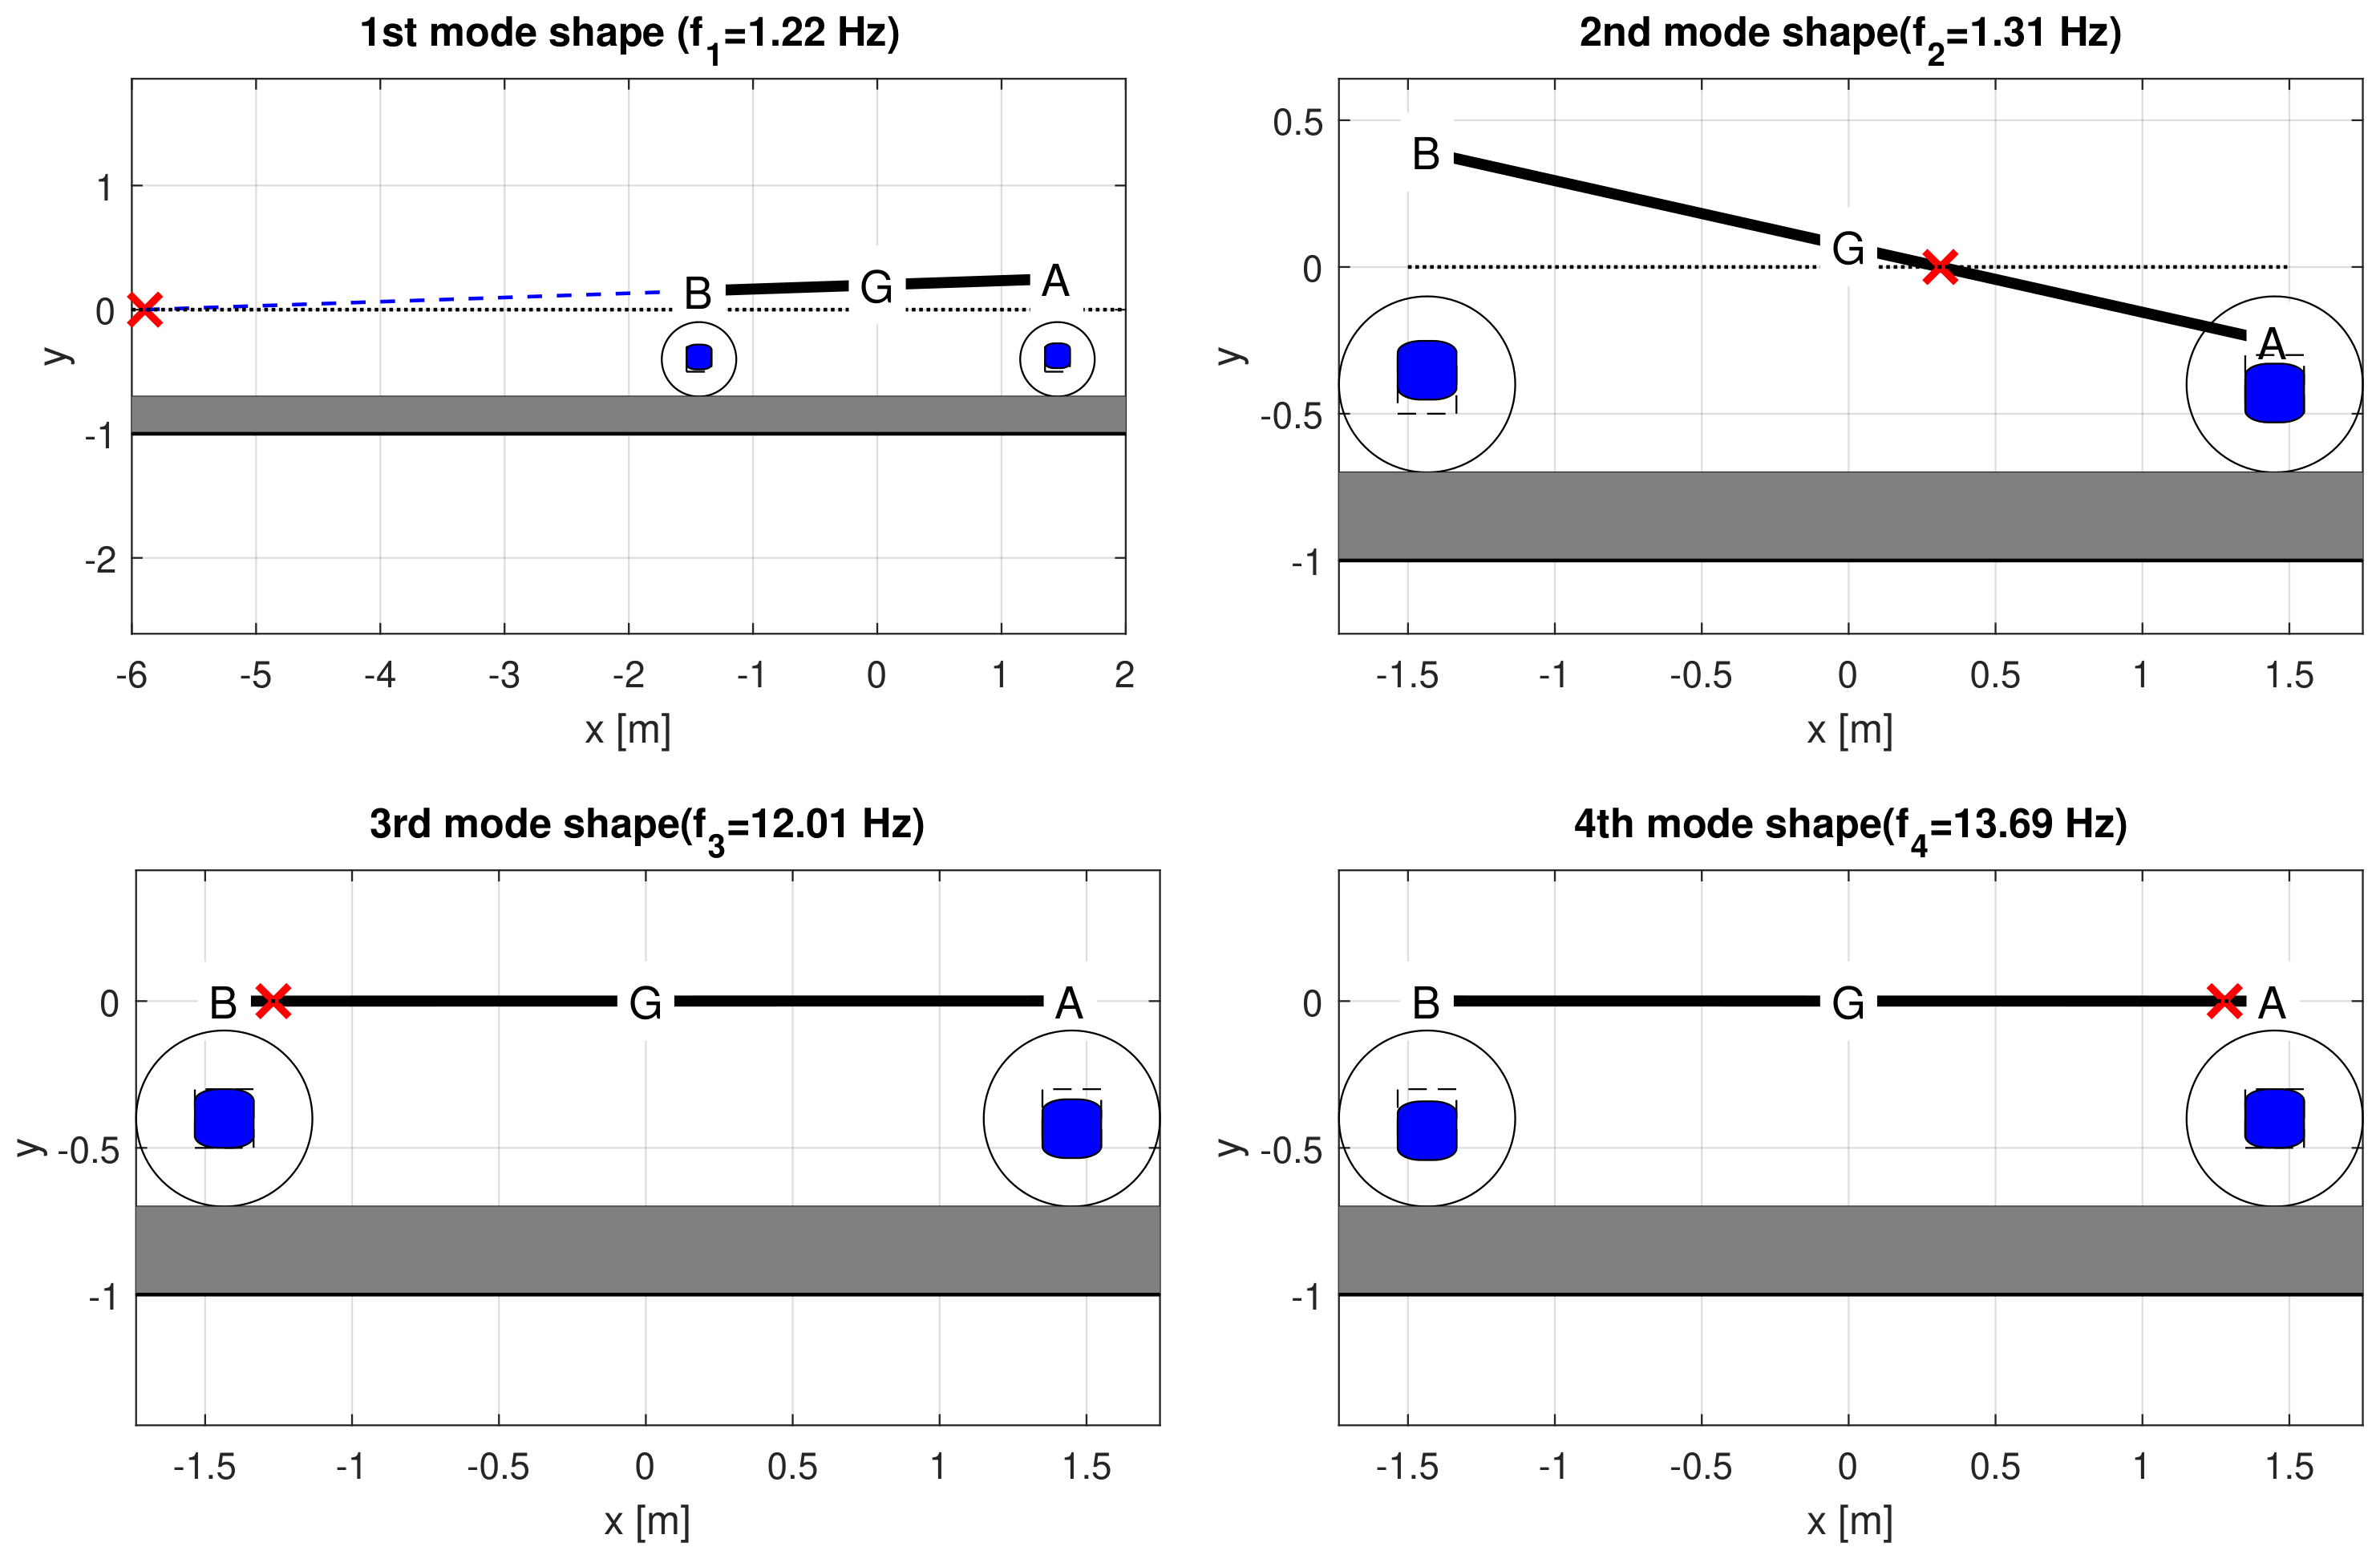 1st mode shape (f1=1.22 Hz)
1
0
-1
-2
y
B G A
-6 -5 -4 -3 -2 -1 0 1 2
x [m]
2nd mode shape(f2=1.31 Hz)
0.5
0
-0.5
-1
y
B
G
A
-1.5 -1 -0.5 0 0.5 1 1.5
x [m]
3rd mode shape(f3=12.01 Hz)
0
-0.5
-1
y
B G A
-1.5 -1 -0.5 0 0.5 1 1.5
x [m]
4th mode shape(f4=13.69 Hz)
0
-0.5
-1
y
B G A
-1.5 -1 -0.5 0 0.5 1 1.5
x [m]